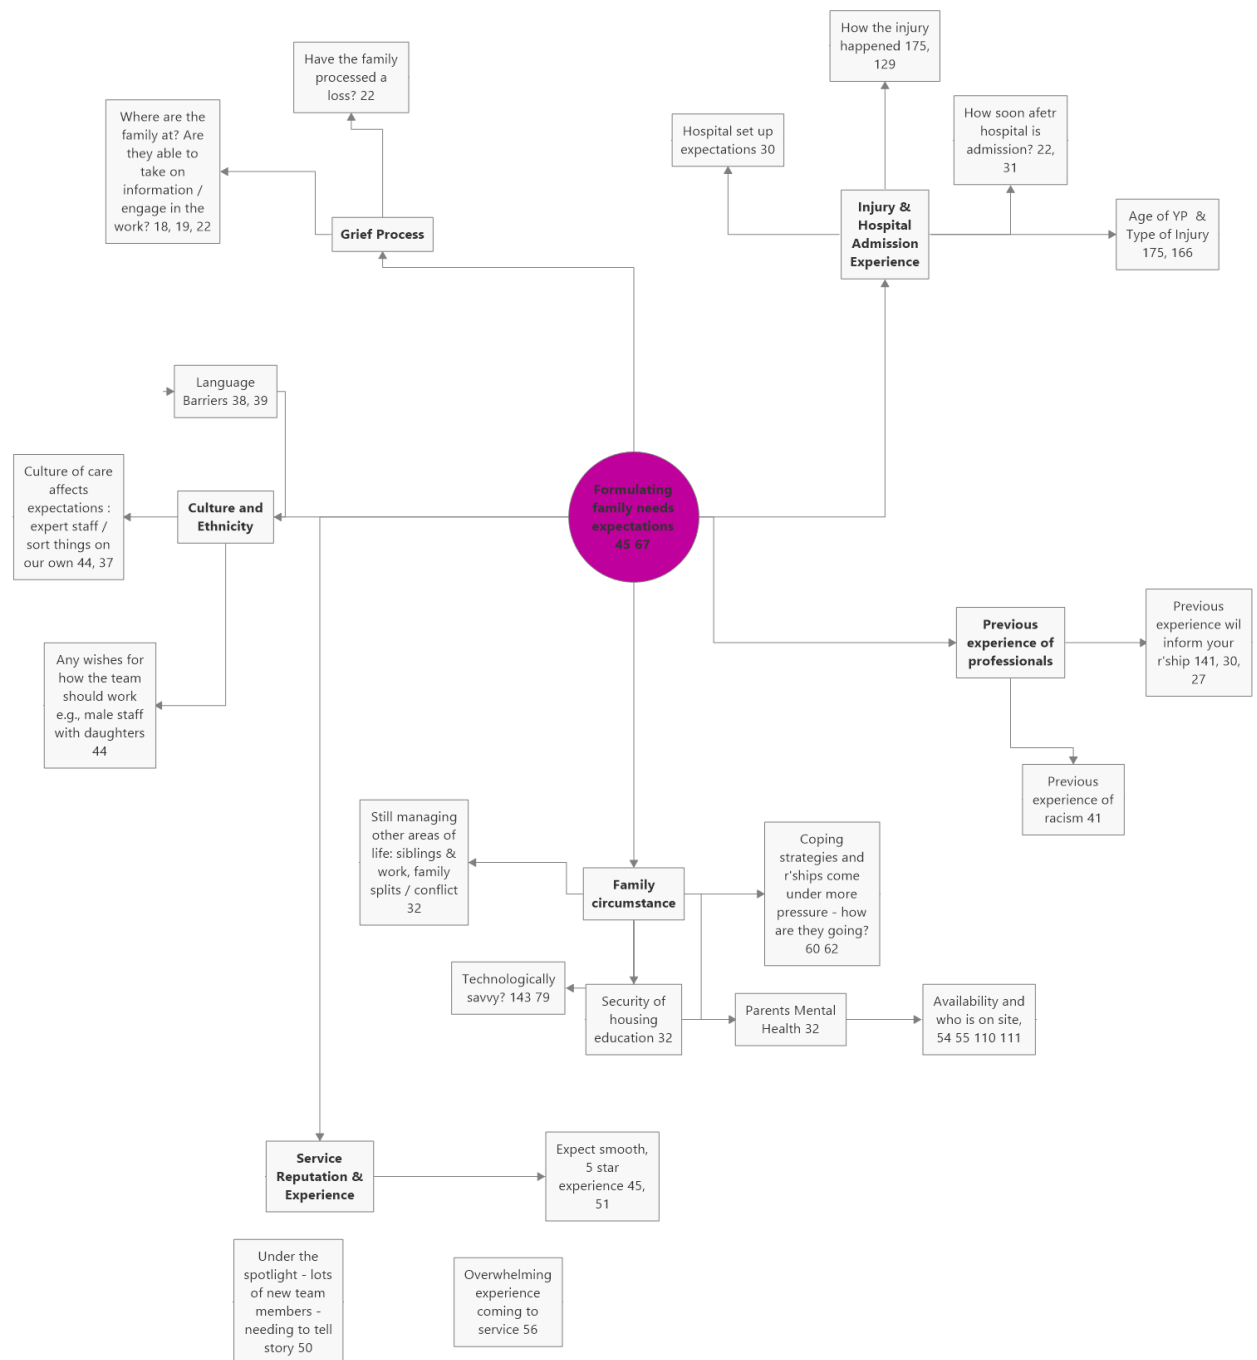 How the injury
happened 175,
129
Have the family
processed a
loss? 22
Where are the
family at? Are
they able to
take on
information /
engage in the
work? 18, 19, 22
Hospital set up
expectations 30
How soon afetr
hospital is
admission? 22,
31
Injury &
Hospital
Admission
Experience
Age of YP  &
Type of Injury
175, 166
Grief Process
Language
Barriers 38, 39
Culture of care
affects
expectations :
expert staff /
sort things on
our own 44, 37
Culture and
Ethnicity
Formulating
family needs
expectations
45 67
Any wishes for
how the team
should work
e.g., male staff
with daughters
44
Previous
experience of
professionals
Previous
experience wil
inform your
r'ship 141, 30,
27
Previous
experience of
racism 41
Still managing
other areas of
life: siblings &
work, family
splits / conflict
32
Family
circumstance
Coping
strategies and
r'ships come
under more
pressure - how
are they going?
60 62
Technologically
savvy? 143 79
Security of
housing
education 32
Parents Mental
Health 32
Availability and
who is on site,
54 55 110 111
Service
Reputation &
Experience
Expect smooth,
5 star
experience 45,
51
Under the
spotlight - lots
of new team
members -
needing to tell
story 50
Overwhelming
experience
coming to
service 56